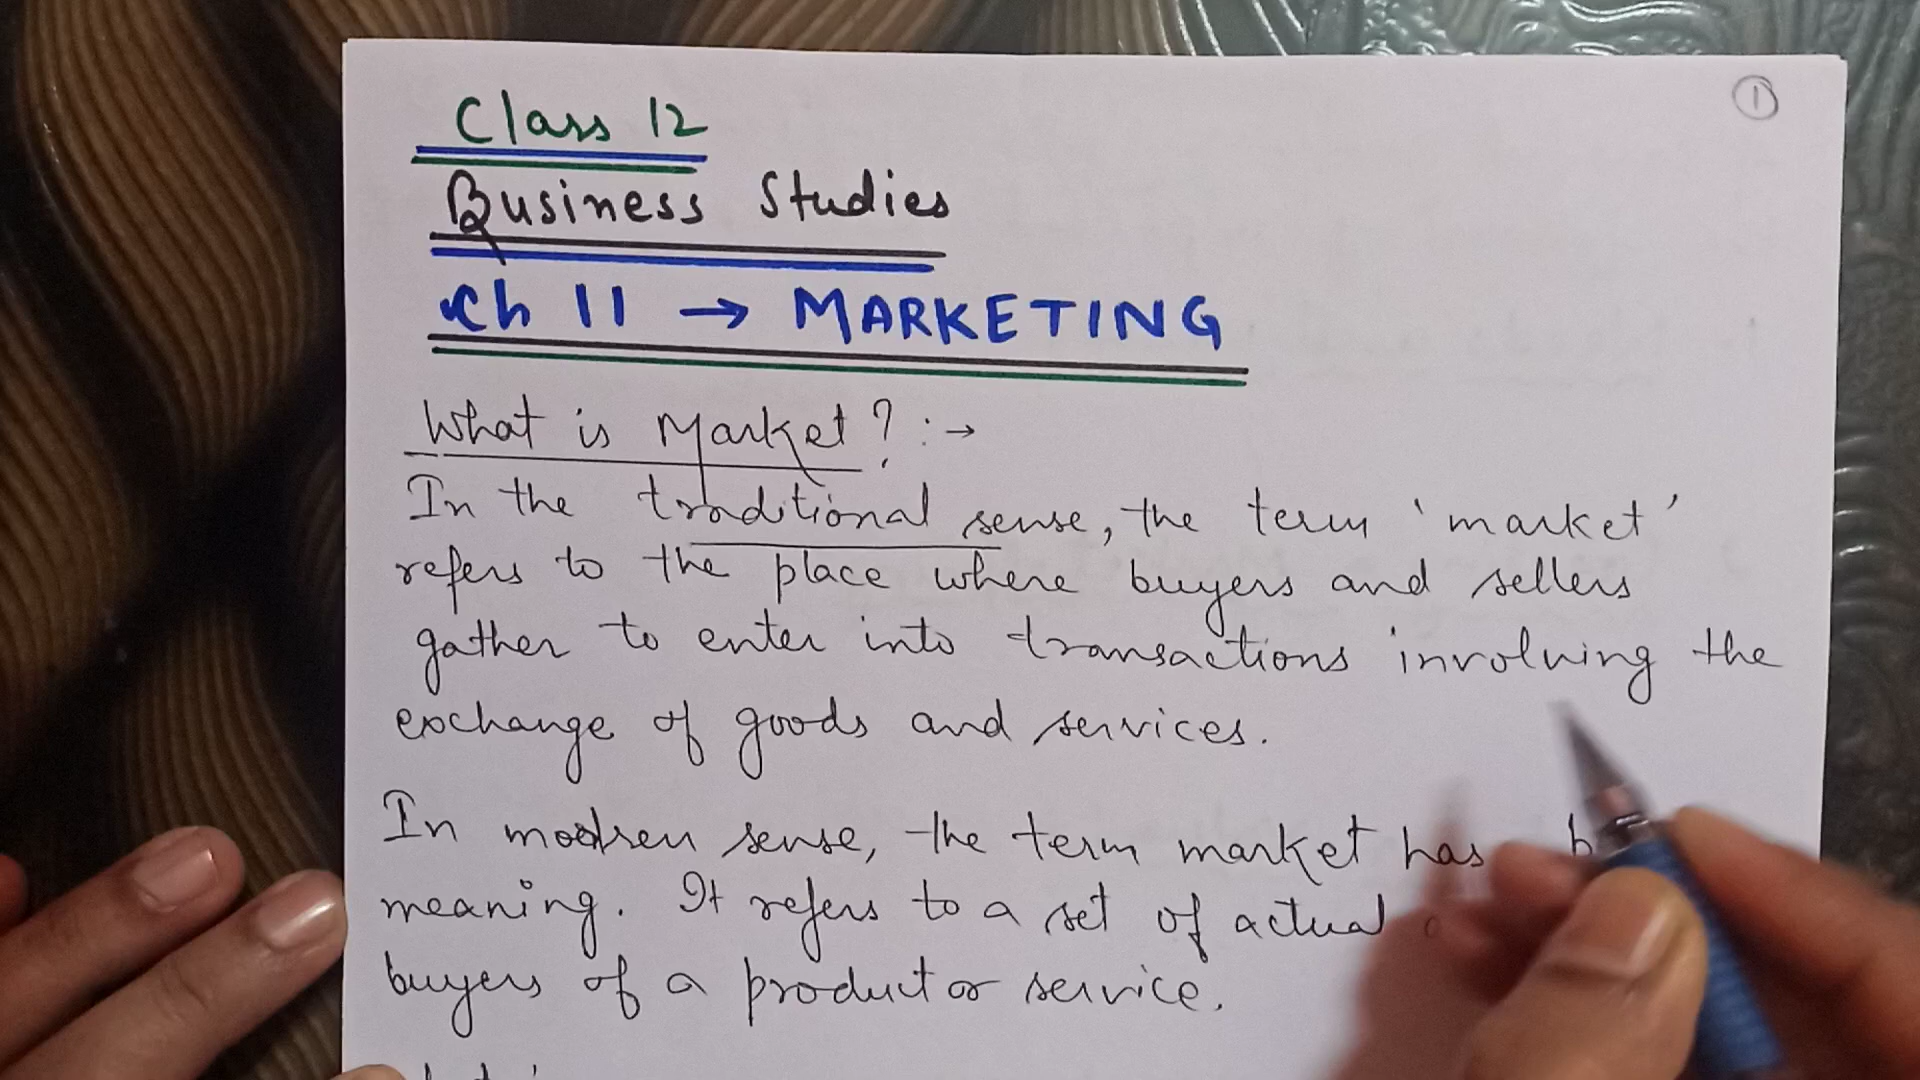 1
Class 12
Business Studies
Ch 11 → MARKETING
What is Market? :→
In the traditional sense, the term 'market'
refers to the place where buyers and sellers
gather to enter into transactions involving the
exchange of goods and services.
In modren sense, the term market has
meaning. It refers to a set of actual
buyers of a product or service.